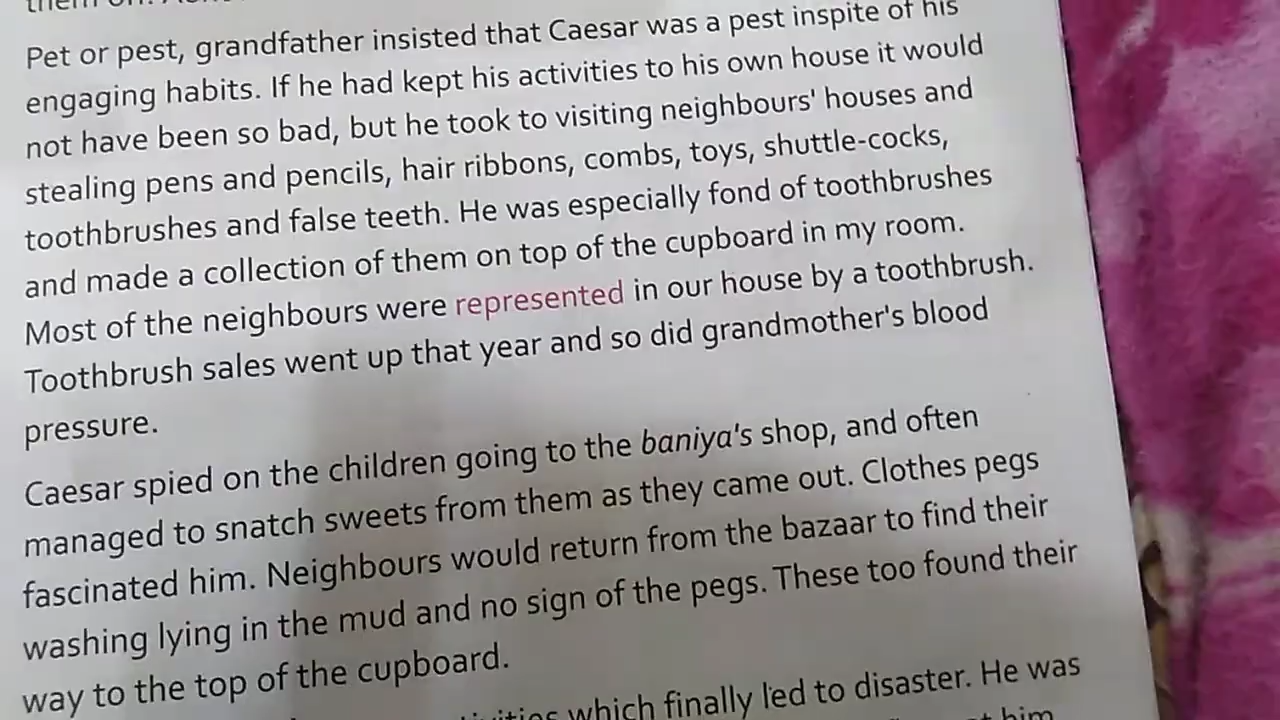 Pet or pest, grandfather insisted that Caesar was a pest inspite of his
engaging habits. If he had kept his activities to his own house it would
not have been so bad, but he took to visiting neighbours' houses and
stealing pens and pencils, hair ribbons, combs, toys, shuttle-cocks,
toothbrushes and false teeth. He was especially fond of toothbrushes
and made a collection of them on top of the cupboard in my room.
Most of the neighbours were represented in our house by a toothbrush.
Toothbrush sales went up that year and so did grandmother's blood
pressure.
Caesar spied on the children going to the baniya's shop, and often
managed to snatch sweets from them as they came out. Clothes pegs
fascinated him. Neighbours would return from the bazaar to find their
washing lying in the mud and no sign of the pegs. These too found their
way to the top of the cupboard.
which finally led to disaster. He was
him